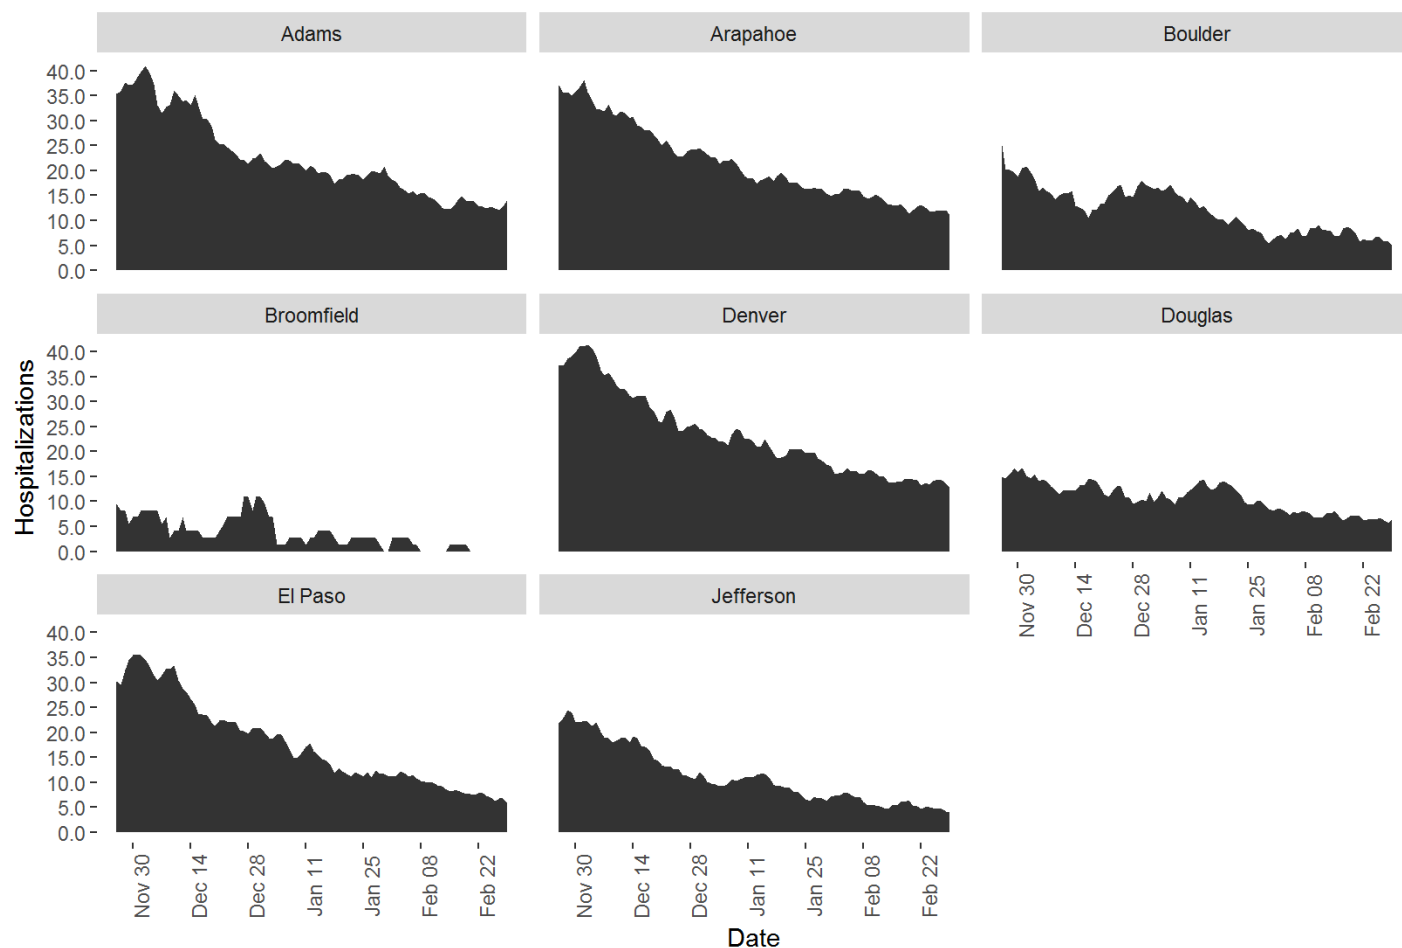 Adams
Arapahoe
Boulder
40.0
35.0
30.0
25.0
20.0
15.0
10.0
5.0
0.0
Broomfield
Denver
Douglas
40.0
35.0
30.0
25.0
20.0
15.0
10.0
5.0
0.0
Hospitalizations
Nov 30
Dec 14
Dec 28
Jan 11
Jan 25
Feb 08
Feb 22
El Paso
Jefferson
40.0
35.0
30.0
25.0
20.0
15.0
10.0
5.0
0.0
Nov 30
Dec 14
Dec 28
Jan 11
Jan 25
Feb 08
Feb 22
Nov 30
Dec 14
Dec 28
Jan 11
Jan 25
Feb 08
Feb 22
Date